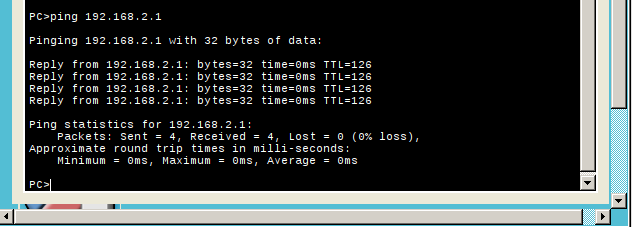 PC>ping 192.168.2.1
Pinging 192.168.2.1 with 32 bytes of data:
Reply from 192.168.2.1: bytes=32 time=0ms TTL=126
Reply from 192.168.2.1: bytes=32 time=0ms TTL=126
Reply from 192.168.2.1: bytes=32 time=0ms TTL=126
Reply from 192.168.2.1: bytes=32 time=0ms TTL=126
Ping statistics for 192.168.2.1:
Packets: Sent = 4, Received = 4, Lost = 0 (0% loss),
Approximate round trip times in milli-seconds:
Minimum = 0ms, Maximum = 0ms, Average = 0ms
PC>